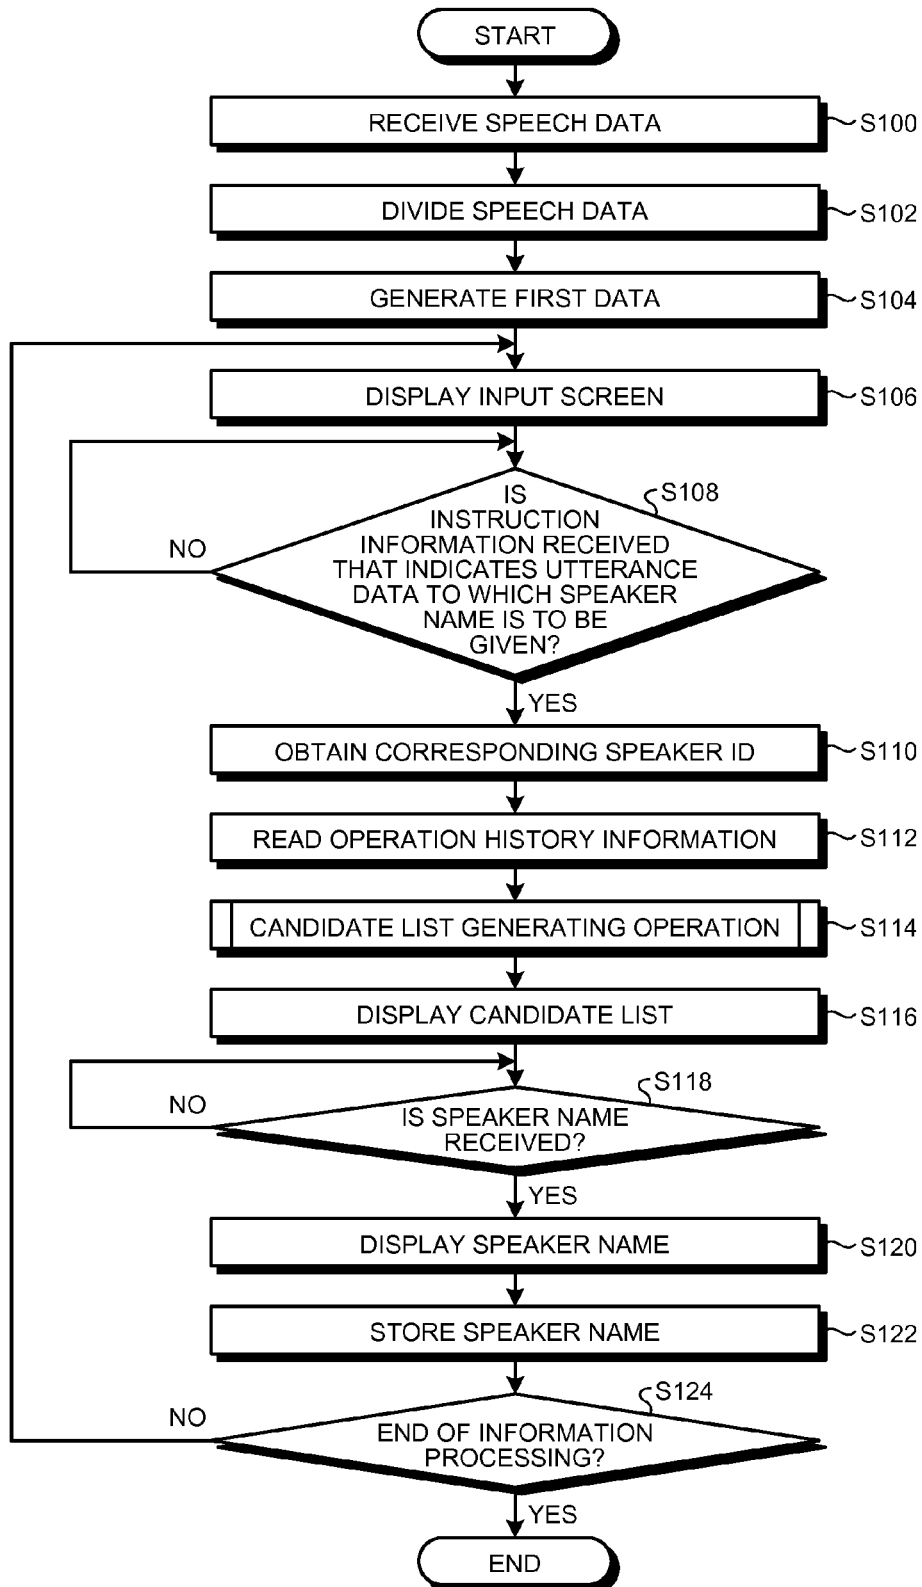 START
RECEIVE SPEECH DATA
S100
DIVIDE SPEECH DATA
S102
GENERATE FIRST DATA
S104
DISPLAY INPUT SCREEN
S106
S108
IS
INSTRUCTION
INFORMATION RECEIVED
THAT INDICATES UTTERANCE
DATA TO WHICH SPEAKER
NAME IS TO BE
GIVEN?
NO
YES
OBTAIN CORRESPONDING SPEAKER ID
S110
READ OPERATION HISTORY INFORMATION
S112
CANDIDATE LIST GENERATING OPERATION
S114
DISPLAY CANDIDATE LIST
S116
S118
NO
IS SPEAKER NAME
RECEIVED?
YES
DISPLAY SPEAKER NAME
S120
STORE SPEAKER NAME
S122
S124
NO
END OF INFORMATION
PROCESSING?
YES
END